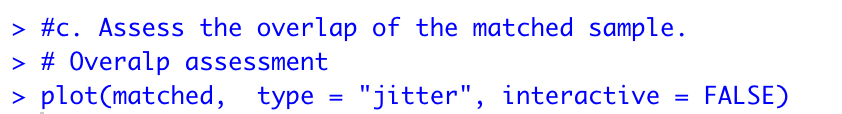 > #c. Assess the overlap of the matched sample.
> # Overalp assessment
> plot(matched,  type = "jitter", interactive = FALSE)